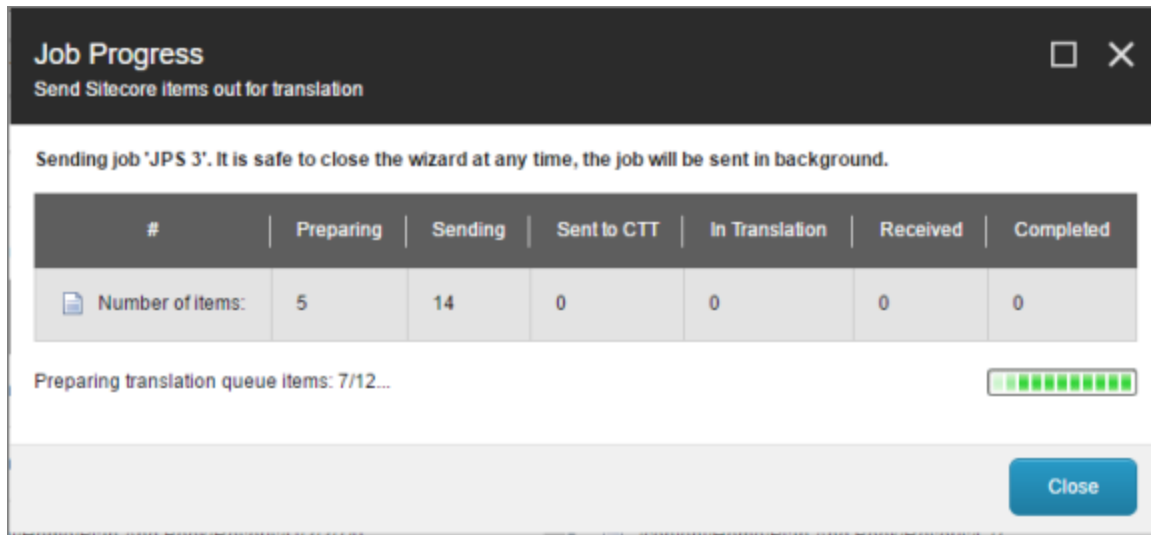 Job Progress
Send Sitecore items out for translation
Sending job 'JPS 3'. It is safe to close the wizard at any time, the job will be sent in background.
# Preparing Sending Sent to CTT In Translation Received Completed
Number of items: 5 14 0 0 0 0
Preparing translation queue items: 7/12...
Close